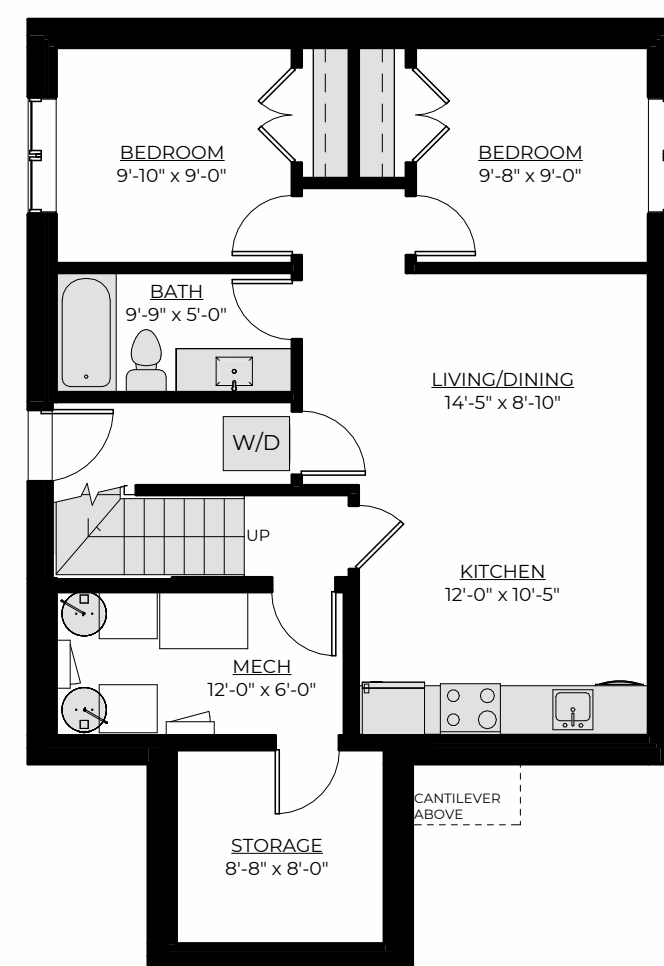 BEDROOM
9'-10" x 9'-0"
BEDROOM
9'-8" x 9'-0"
BATH
9'-9" x 5'-0"
LIVING/DINING
14'-5" x 8'-10"
W/D
UP
KITCHEN
12'-0" x 10'-5"
MECH
12'-0" x 6'-0"
CANTILEVER
ABOVE
STORAGE
8'-8" x 8'-0"